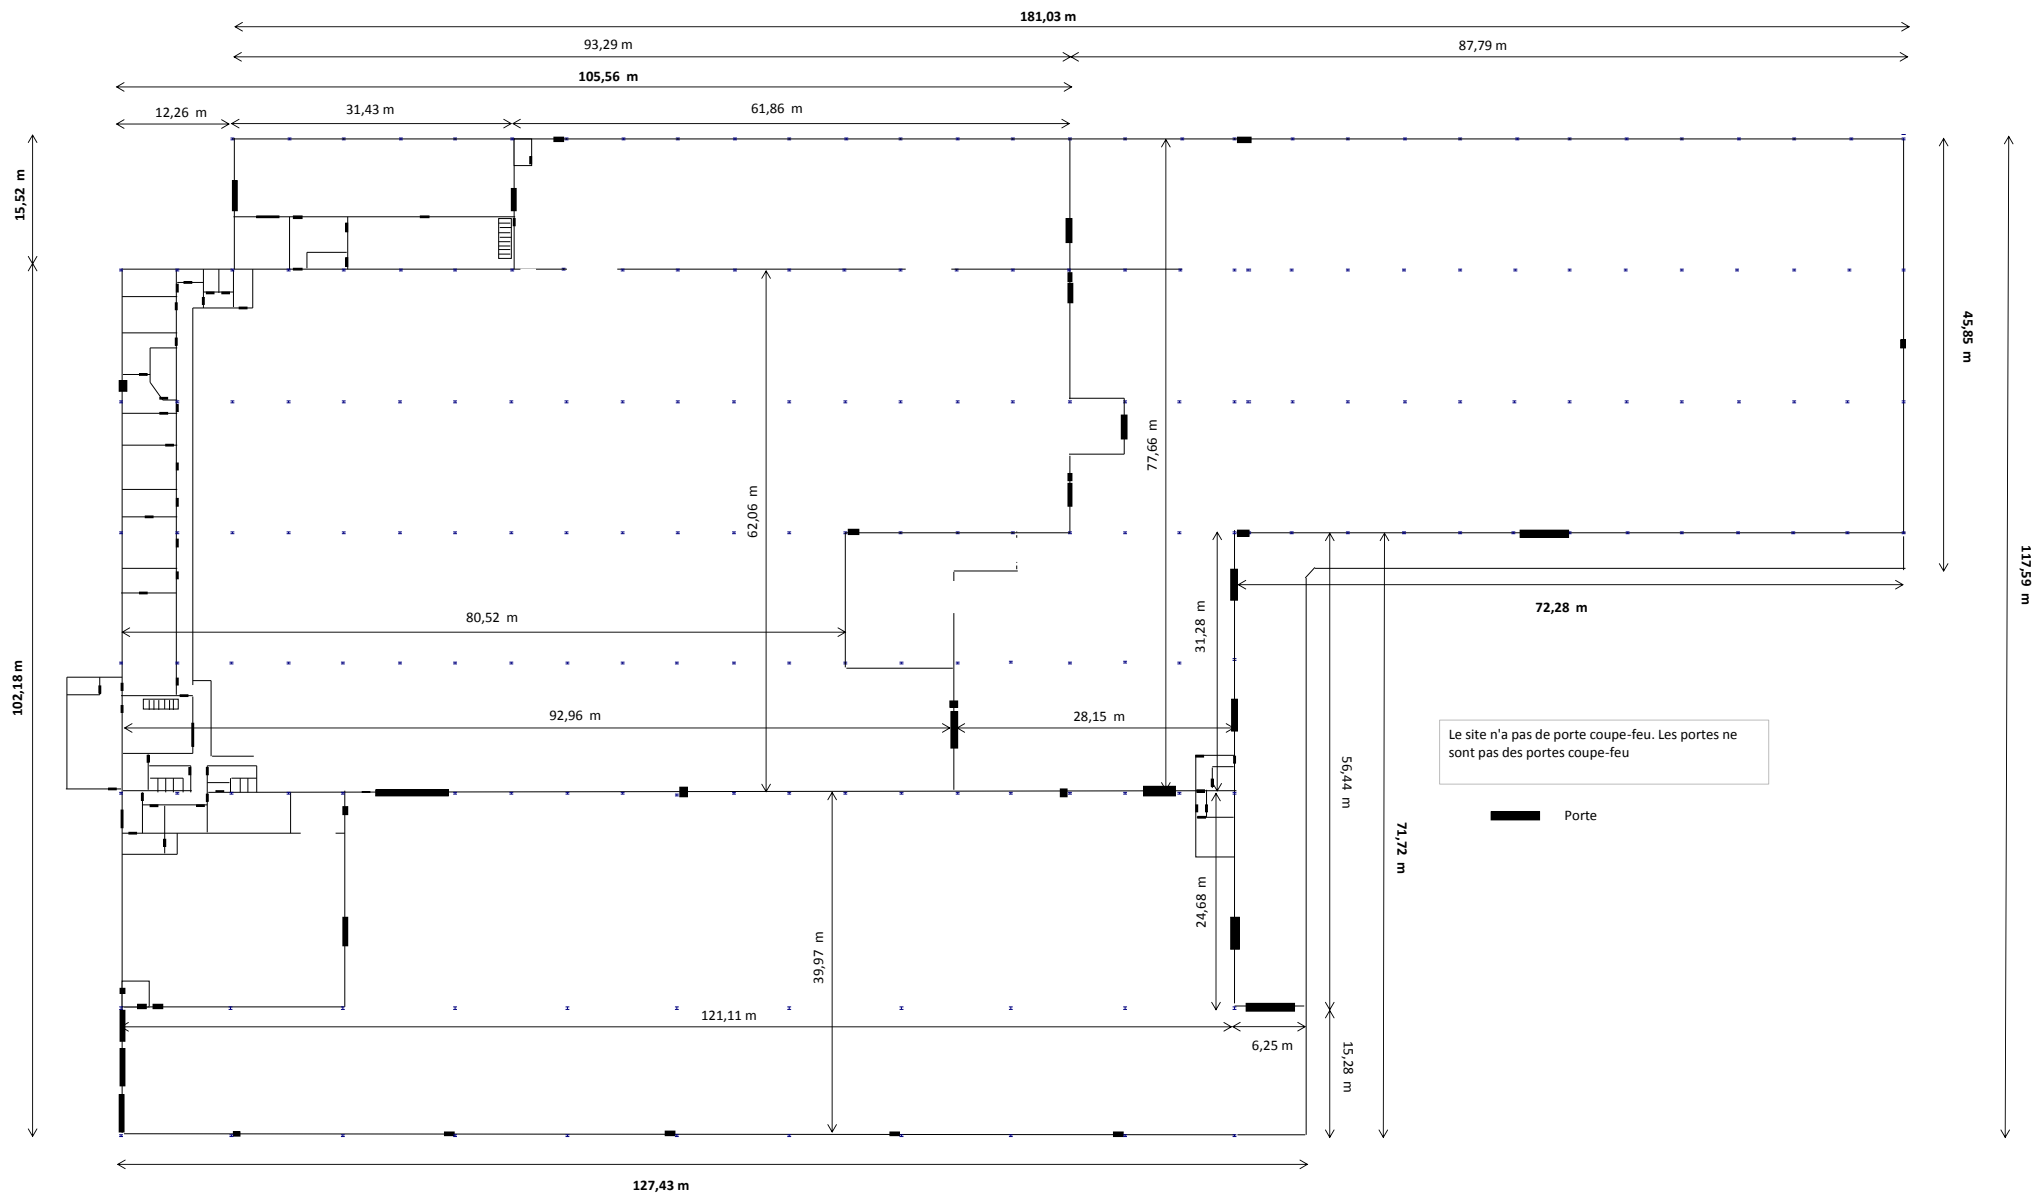 181,03 m
93,29 m
87,79 m
105,56 m
12,26 m
31,43 m
61,86 m
15,52 m
45,85 m
77,66 m
62,06 m
117,59 m
72,28 m
80,52 m
31,28 m
102,18 m
92,96 m
28,15 m
Le site n'a pas de porte coupe-feu. Les portes ne
sont pas des portes coupe-feu
56,44 m
Porte
71,72 m
24,68 m
39,97 m
121,11 m
6,25 m
15,28 m
127,43 m